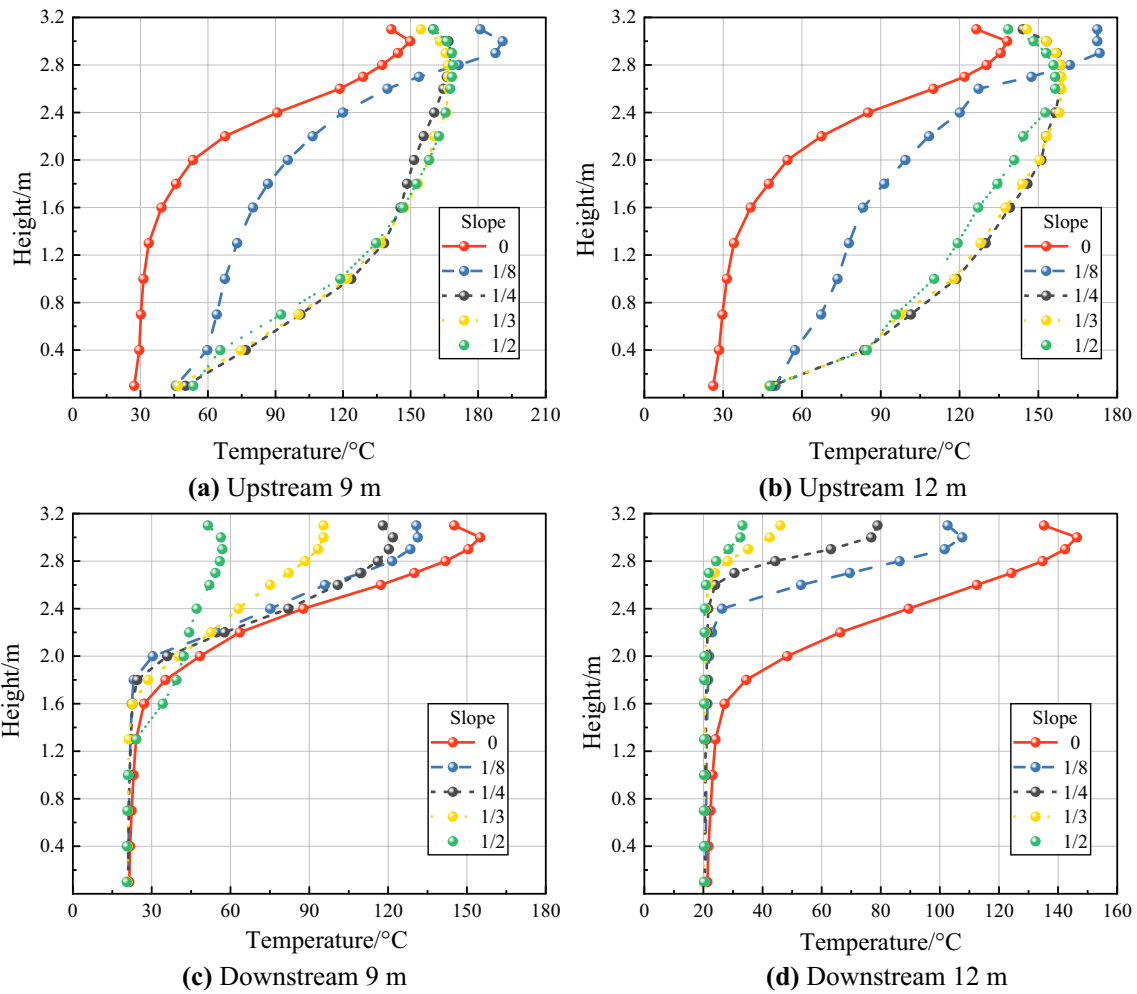 3.2
2.8
2.4
2.0
1.6
1.2
0.8
0.4
Height/m
Slope
0
1/8
1/4
1/3
1/2
0 30 60 90 120 150 180 210
Temperature/°C
(a) Upstream 9 m
3.2
2.8
2.4
2.0
1.6
1.2
0.8
0.4
Height/m
Slope
0
1/8
1/4
1/3
1/2
0 30 60 90 120 150 180
Temperature/°C
(b) Upstream 12 m
3.2
2.8
2.4
2.0
1.6
1.2
0.8
0.4
Height/m
Slope
0
1/8
1/4
1/3
1/2
0 30 60 90 120 150 180
Temperature/°C
(c) Downstream 9 m
3.2
2.8
2.4
2.0
1.6
1.2
0.8
0.4
Height/m
Slope
0
1/8
1/4
1/3
1/2
0 20 40 60 80 100 120 140 160
Temperature/°C
(d) Downstream 12 m